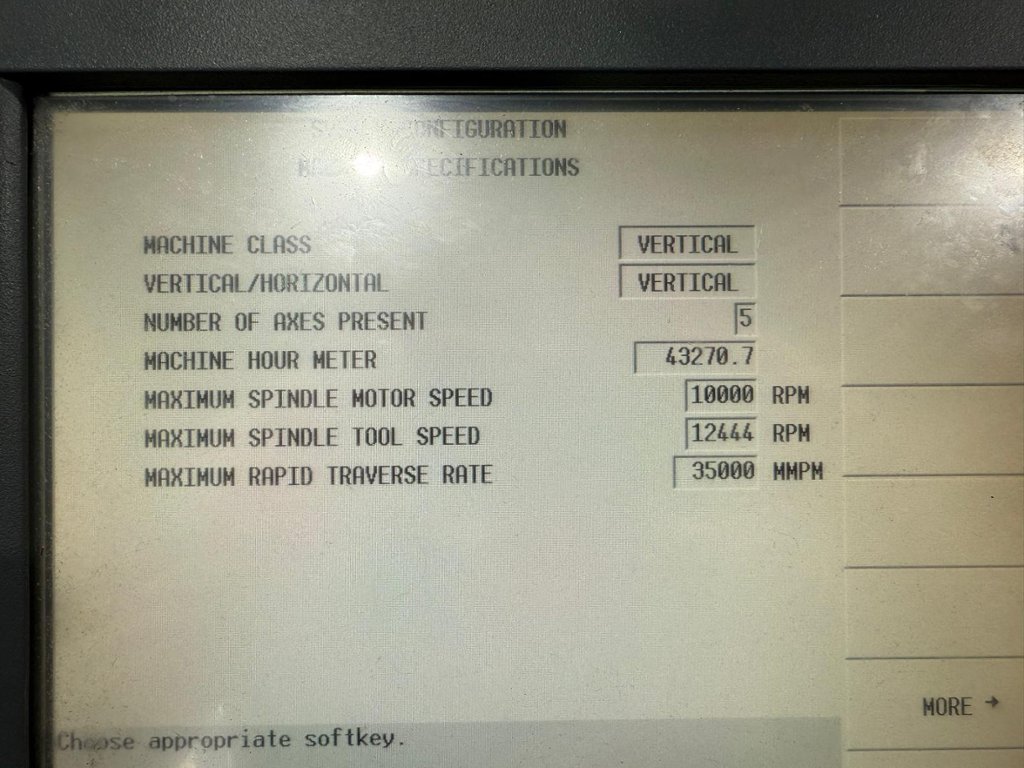 CONFIGURATION
SPECIFICATIONS
MACHINE CLASS VERTICAL
VERTICAL/HORIZONTAL VERTICAL
NUMBER OF AXES PRESENT 5
MACHINE HOUR METER 43270.7
MAXIMUM SPINDLE MOTOR SPEED 10000 RPM
MAXIMUM SPINDLE TOOL SPEED 12444 RPM
MAXIMUM RAPID TRAVERSE RATE 35000 MMPM
MORE →
Choose appropriate softkey.